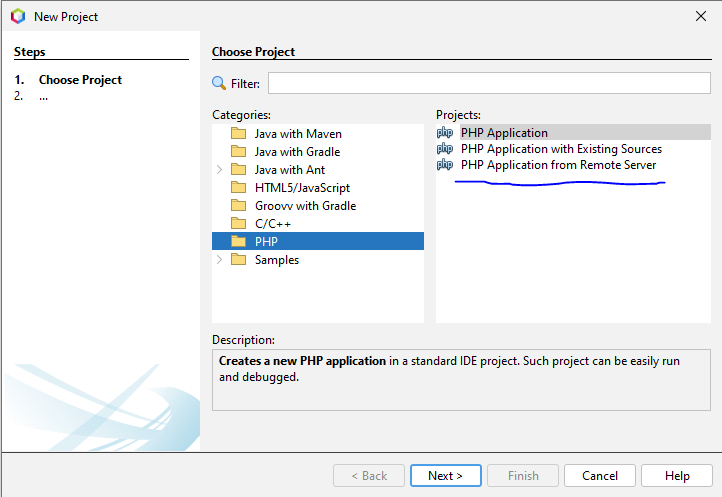 New Project
Steps
1. Choose Project
2. ...
Choose Project
Filter:
Categories:
Java with Maven
Java with Gradle
Java with Ant
HTML5/JavaScript
Groovy with Gradle
C/C++
PHP
Samples
Projects:
php PHP Application
php PHP Application with Existing Sources
php PHP Application from Remote Server
Description:
Creates a new PHP application in a standard IDE project. Such project can be easily run
and debugged.
< Back
Next >
Finish
Cancel
Help